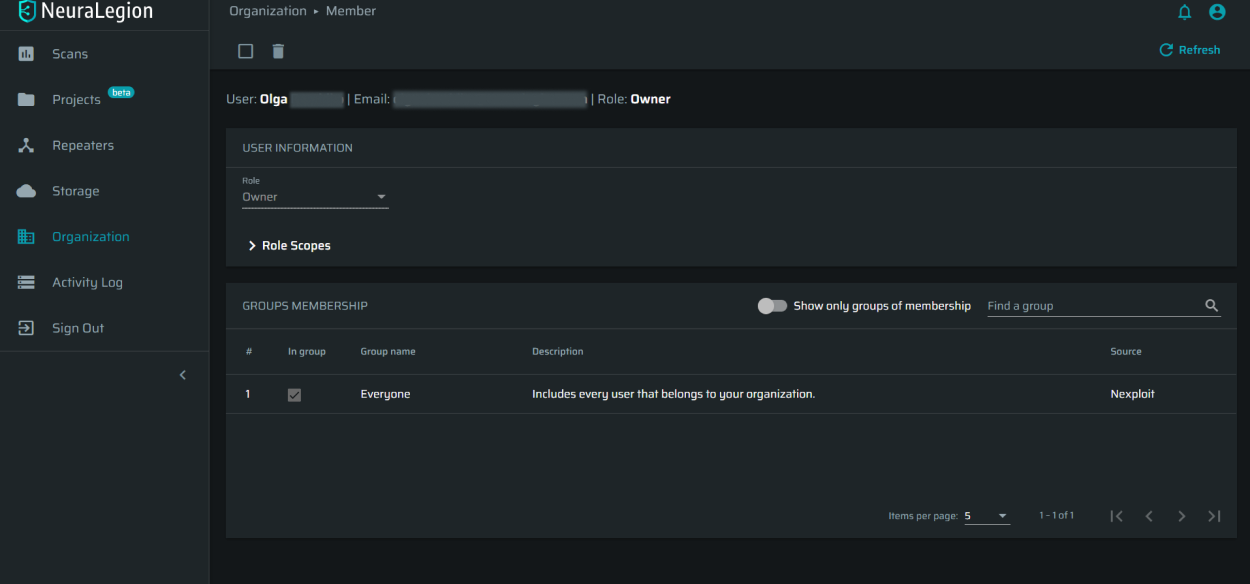 NeuraLegion
Organization ▸ Member
Scans
Projects beta
Repeaters
Storage
Organization
Activity Log
Sign Out
Refresh
User: Olga | Email: | Role: Owner
USER INFORMATION
Role
Owner
Role Scopes
GROUPS MEMBERSHIP
Show only groups of membership
Find a group
# In group Group name Description Source
1 Everyone Includes every user that belongs to your organization. Nexploit
Items per page: 5 1 – 1 of 1